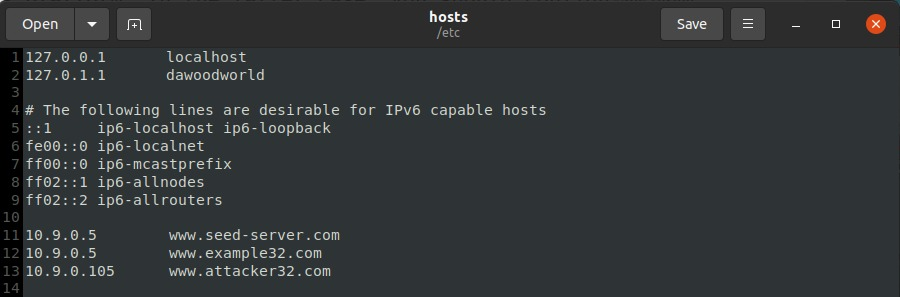 Open
hosts
/etc
Save
1 127.0.0.1 localhost
2 127.0.1.1 dawoodworld
3
4 # The following lines are desirable for IPv6 capable hosts
5 ::1 ip6-localhost ip6-loopback
6 fe00::0 ip6-localnet
7 ff00::0 ip6-mcastprefix
8 ff02::1 ip6-allnodes
9 ff02::2 ip6-allrouters
10
11 10.9.0.5 www.seed-server.com
12 10.9.0.5 www.example32.com
13 10.9.0.105 www.attacker32.com
14